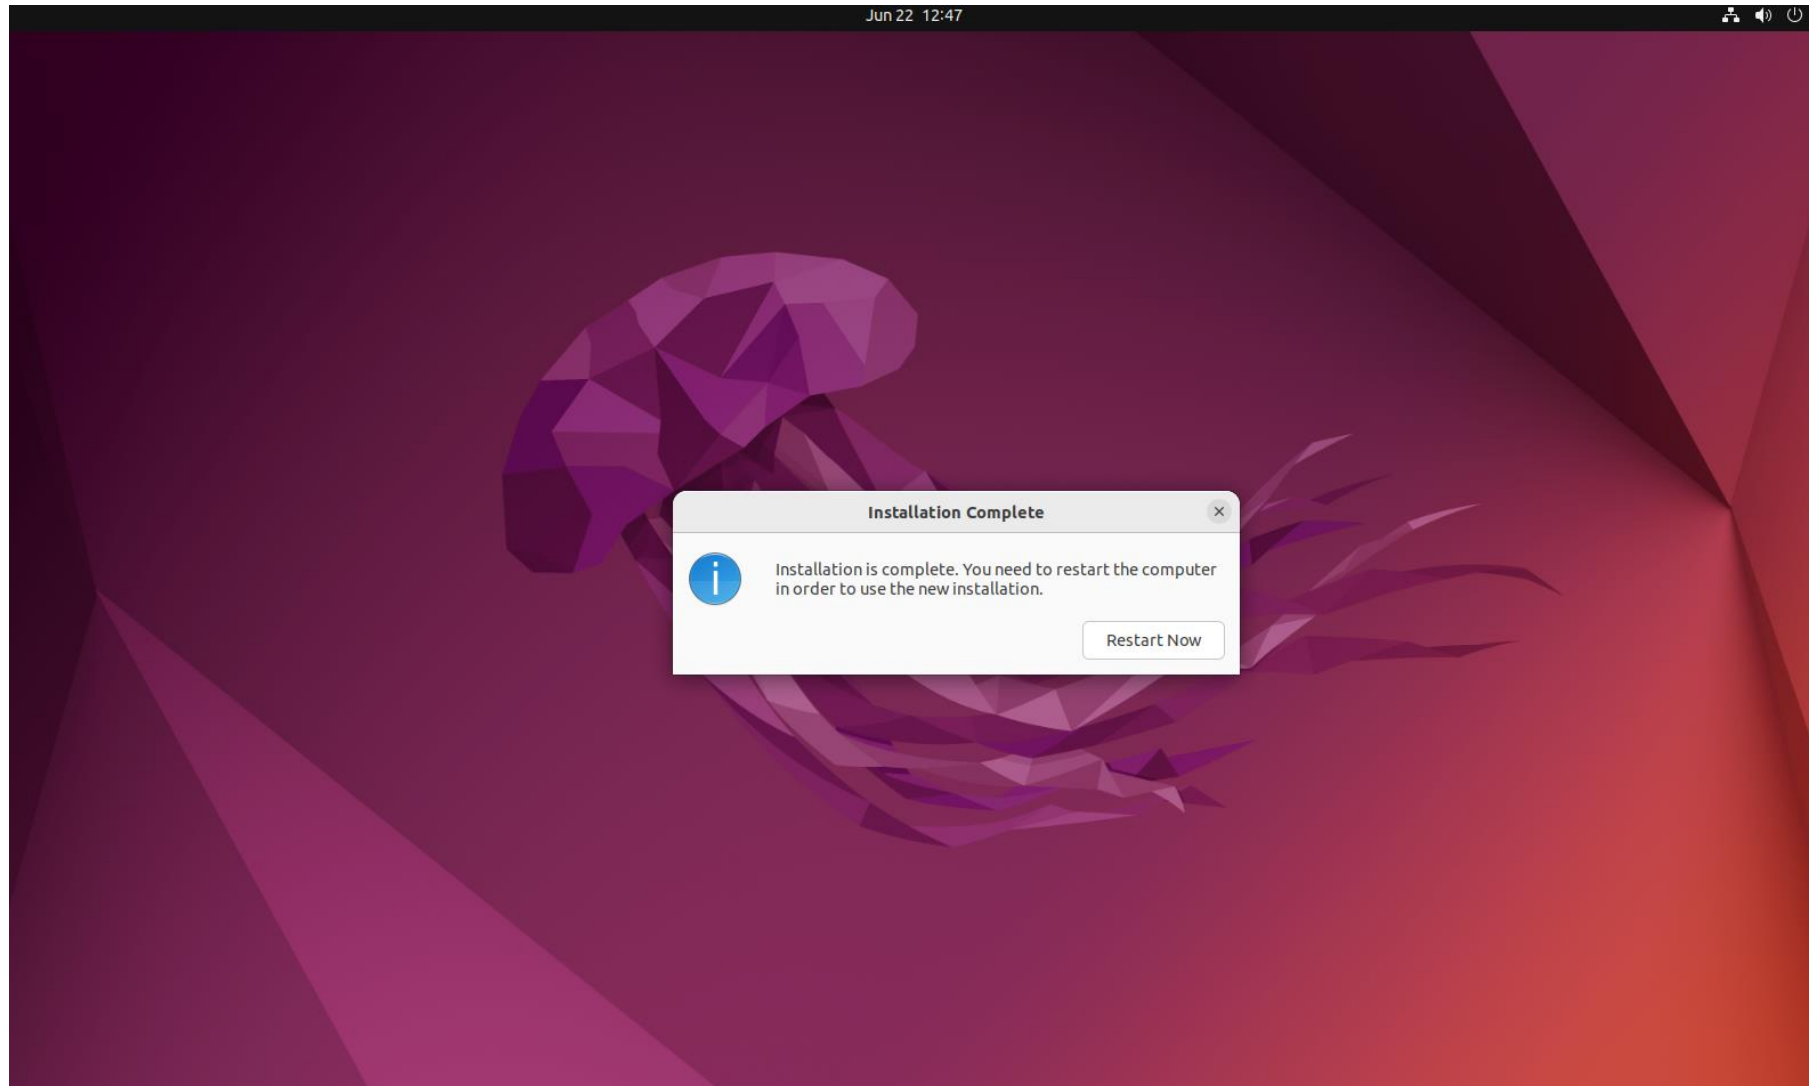 Jun 22 12:47
Installation Complete
Installation is complete. You need to restart the computer
in order to use the new installation.
Restart Now